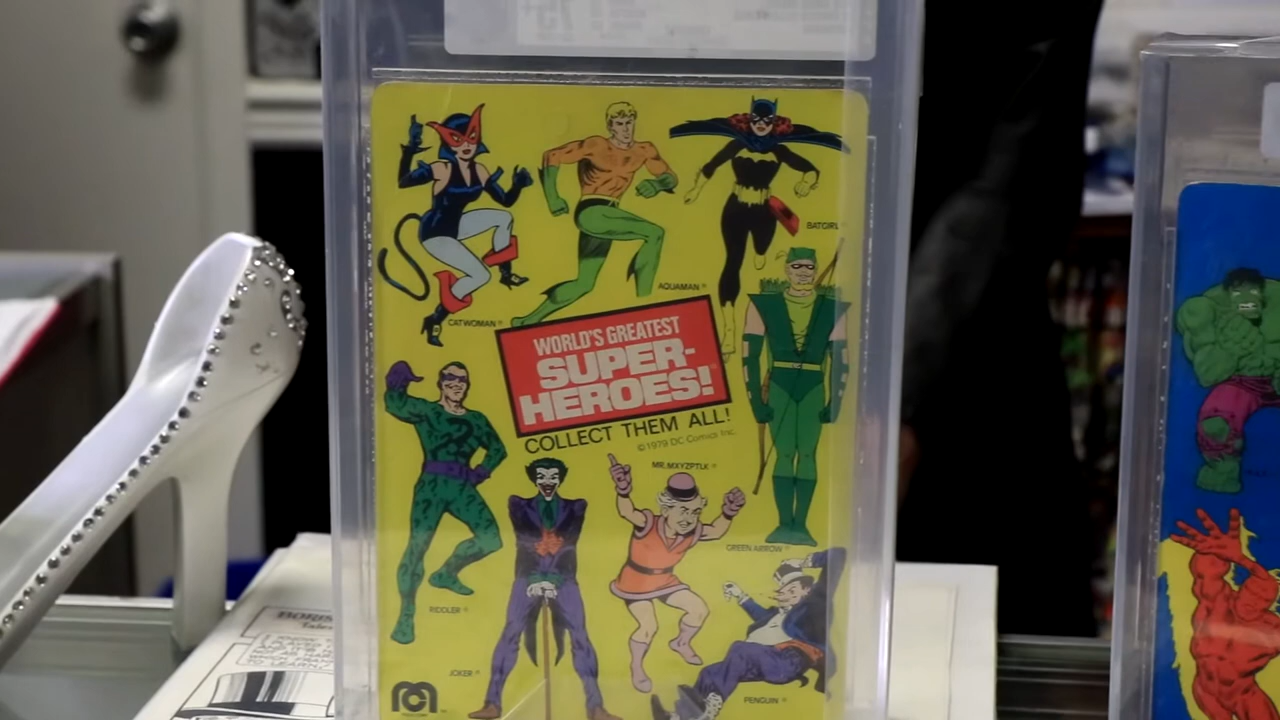 BATGIRL
AQUAMAN ®
CATWOMAN ®
WORLD'S GREATEST
SUPER-
HEROES!
COLLECT THEM ALL!
© 1979 DC Comics Inc.
MR. MXYZPTLK ®
GREEN ARROW ®
RIDDLER ®
JOKER ®
PENGUIN ®